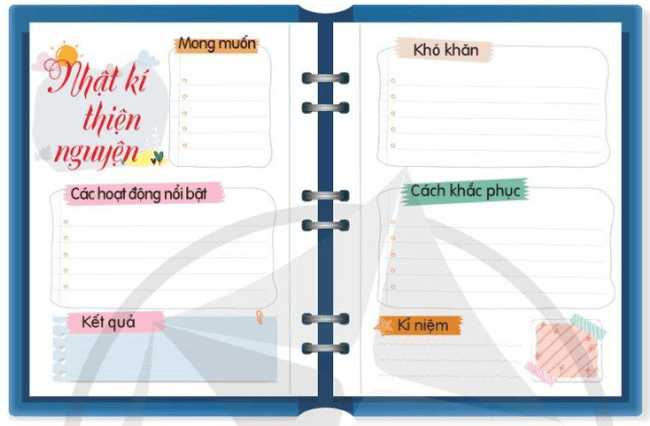 Nhật kí
thiện
nguyện
Mong muốn
Các hoạt động nổi bật
Kết quả
Khó khăn
Cách khắc phục
Kỉ niệm